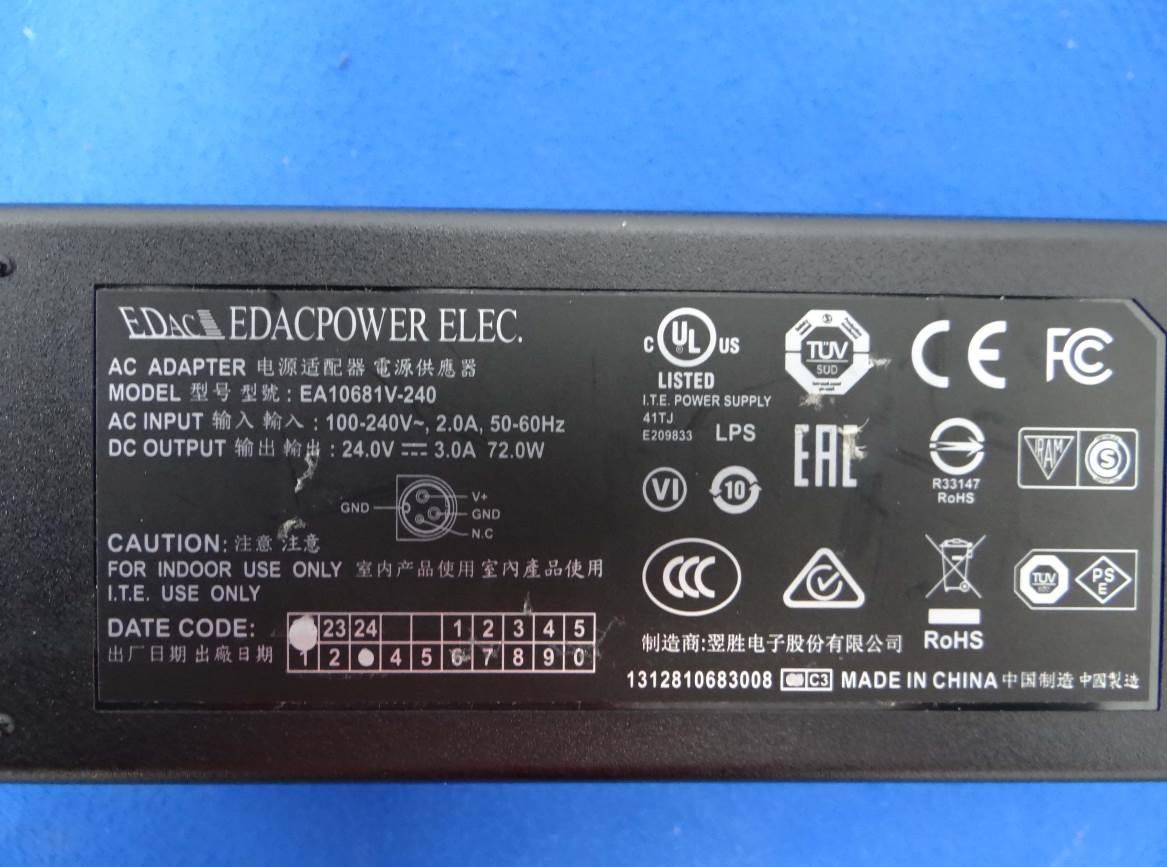 EDAC EDACPOWER ELEC.
AC ADAPTER 电源适配器 電源供應器
MODEL 型号 型號 : EA10681V-240
AC INPUT 输入 輸入 : 100-240V~, 2.0A, 50-60Hz
DC OUTPUT 输出 輸出 : 24.0V 3.0A 72.0W
GND
V+
GND
N.C
CAUTION: 注意 注意
FOR INDOOR USE ONLY 室内产品使用 室內產品使用
I.T.E. USE ONLY
DATE CODE: 23 24 1 2 3 4 5
出厂日期 出廠日期 1 2 4 5 6 7 8 9 0
C UL US
LISTED
I.T.E. POWER SUPPLY
41TJ
E209833 LPS
TÜV
SUD
CE FC
EAC
R33147
RoHS
IRAM S
VI 10
CCC
TUV
PS
E
RoHS
制造商:翌胜电子股份有限公司
1312810683008 C3 MADE IN CHINA 中国制造 中國製造